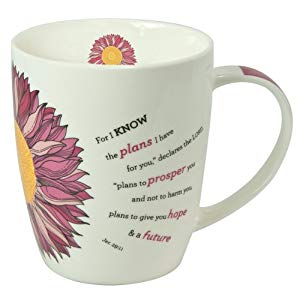 For I KNOW
the plans I have
for you," declares the LORD,
"plans to prosper you
and not to harm you,
plans to give you hope
& a future
Jer. 29:11